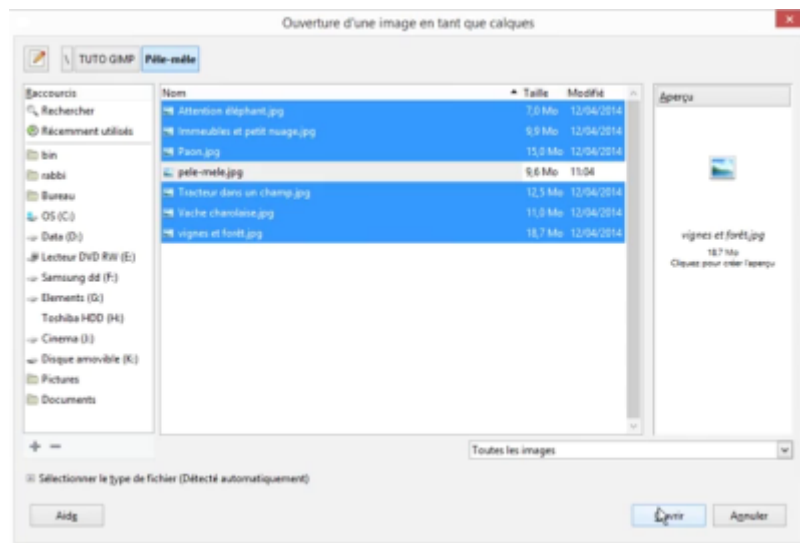 Ouverture d'une image en tant que calques
\ TUTO GIMP Pêle-mêle
Raccourcis
Rechercher
Récemment utilisés
bin
rabbi
Bureau
OS (C:)
Data (D:)
Lecteur DVD RW (E:)
Samsung dd (F:)
Elements (G:)
Toshiba HDD (H:)
Cinema (I:)
Disque amovible (K:)
Pictures
Documents
Nom Taille Modifié
Attention éléphant.jpg 7,0 Mo 12/04/2014
Immeubles et petit nuage.jpg 9,9 Mo 12/04/2014
Paon.jpg 15,0 Mo 12/04/2014
pele-mele.jpg 9,6 Mo 11:04
Tracteur dans un champ.jpg 12,5 Mo 12/04/2014
Vache charolaise.jpg 11,0 Mo 12/04/2014
vignes et forêt.jpg 18,7 Mo 12/04/2014
Aperçu
vignes et forêt.jpg
18,7 Mo
Cliquez pour créer l'aperçu
Toutes les images
Sélectionner le type de fichier (Détecté automatiquement)
Aide
Ouvrir
Annuler